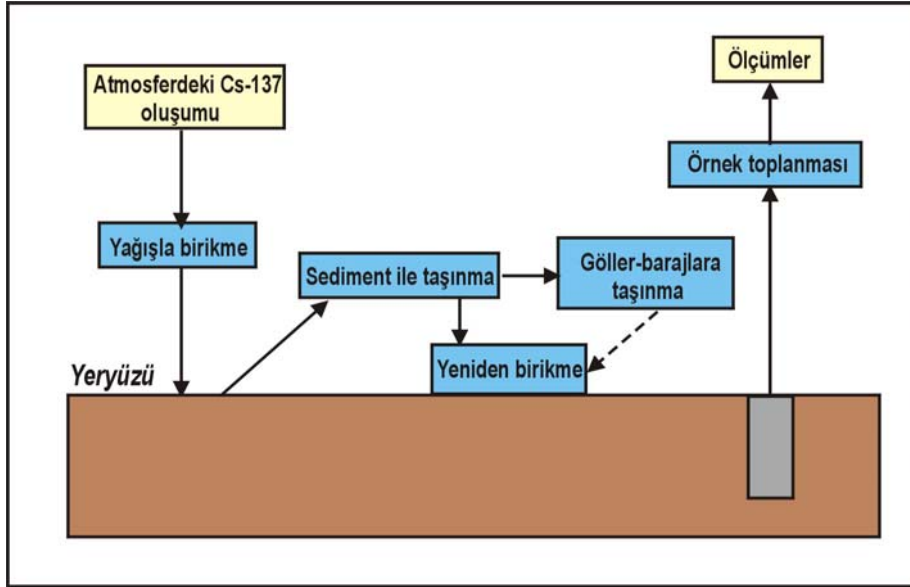 Atmosferdeki Cs-137
oluşumu
Yağışla birikme
Sediment ile taşınma
Göller-barajlara
taşınma
Yeniden birikme
Yeryüzü
Ölçümler
Örnek toplanması